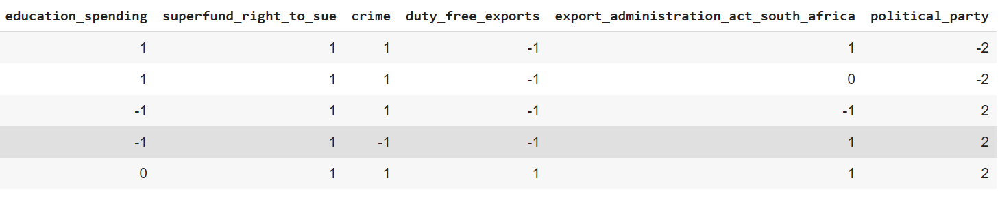 education_spending superfund_right_to_sue crime duty_free_exports export_administration_act_south_africa political_party
1 1 1 -1 1 -2
1 1 1 -1 0 -2
-1 1 1 -1 -1 2
-1 1 -1 -1 1 2
0 1 1 1 1 2